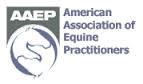 AAEP
American
Association of
Equine
Practitioners